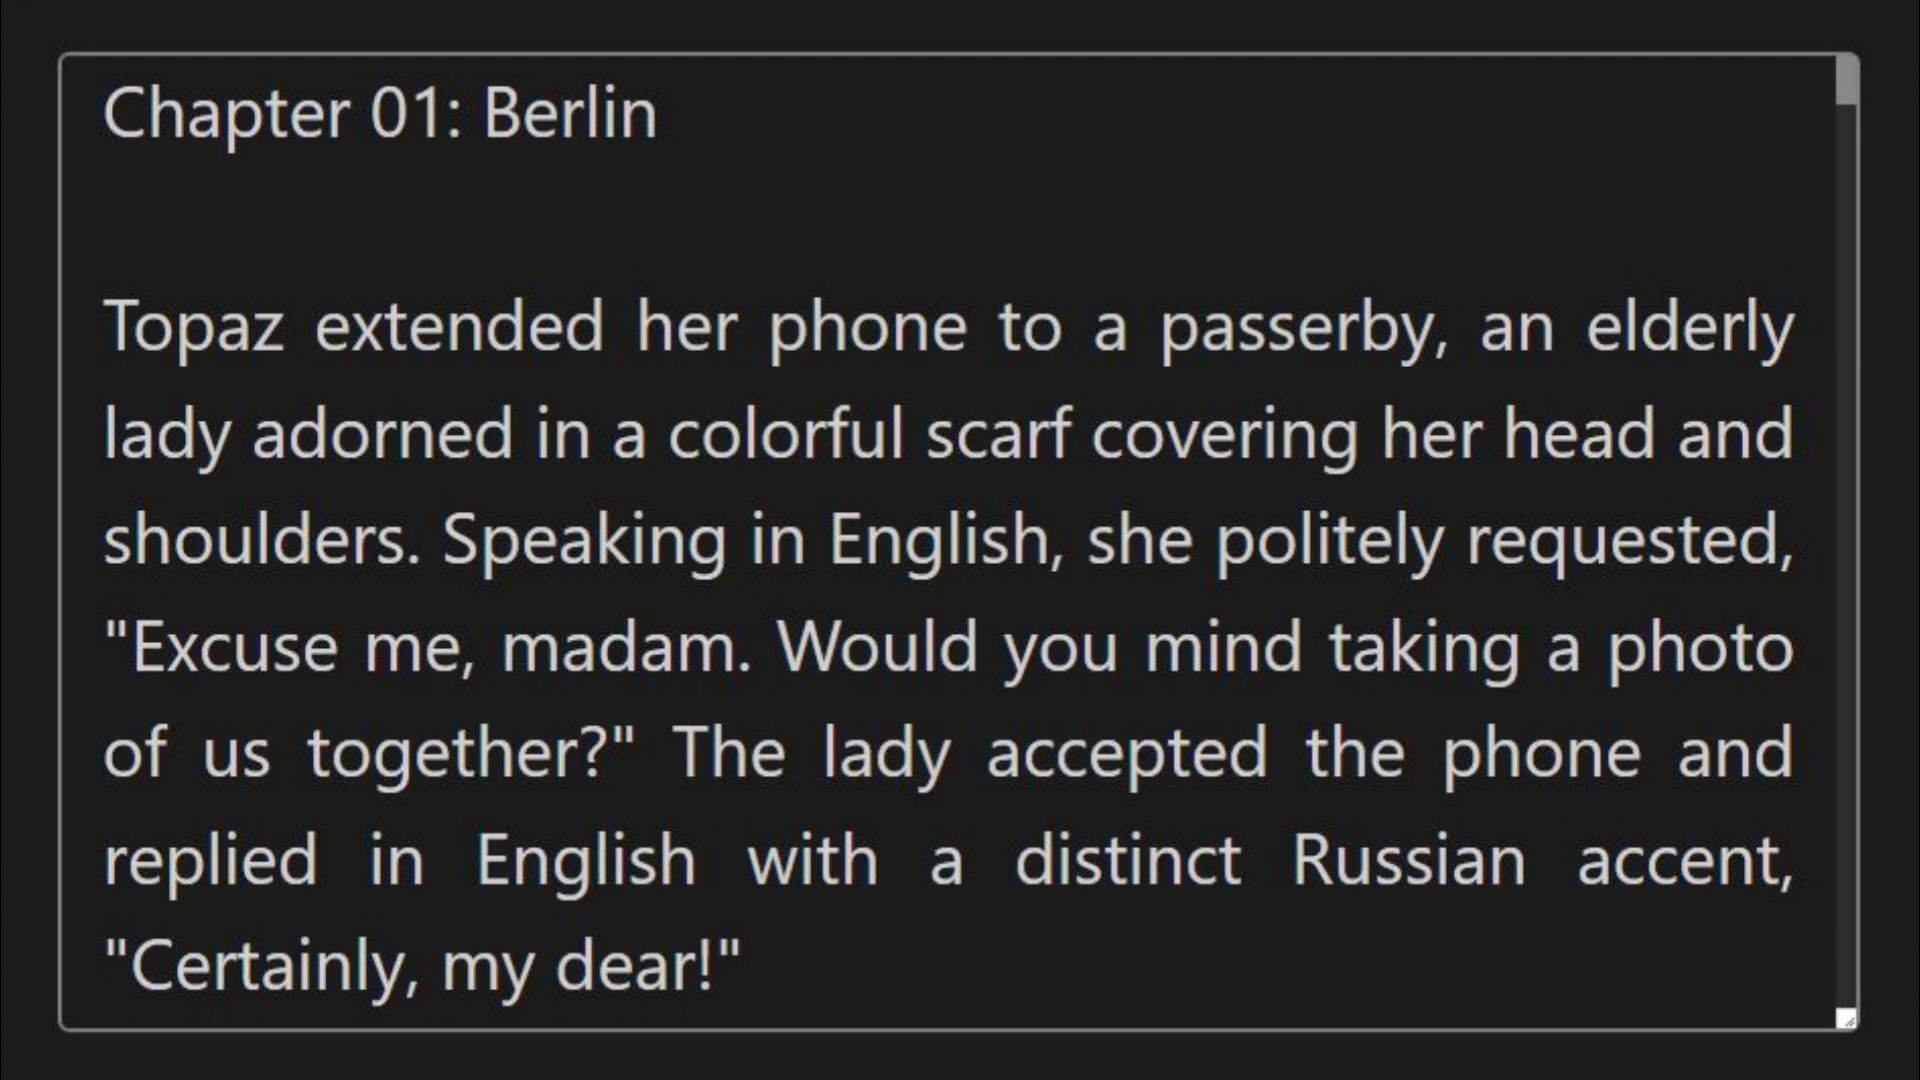 Chapter 01: Berlin
Topaz extended her phone to a passerby, an elderly
lady adorned in a colorful scarf covering her head and
shoulders. Speaking in English, she politely requested,
"Excuse me, madam. Would you mind taking a photo
of us together?" The lady accepted the phone and
replied in English with a distinct Russian accent,
"Certainly, my dear!"